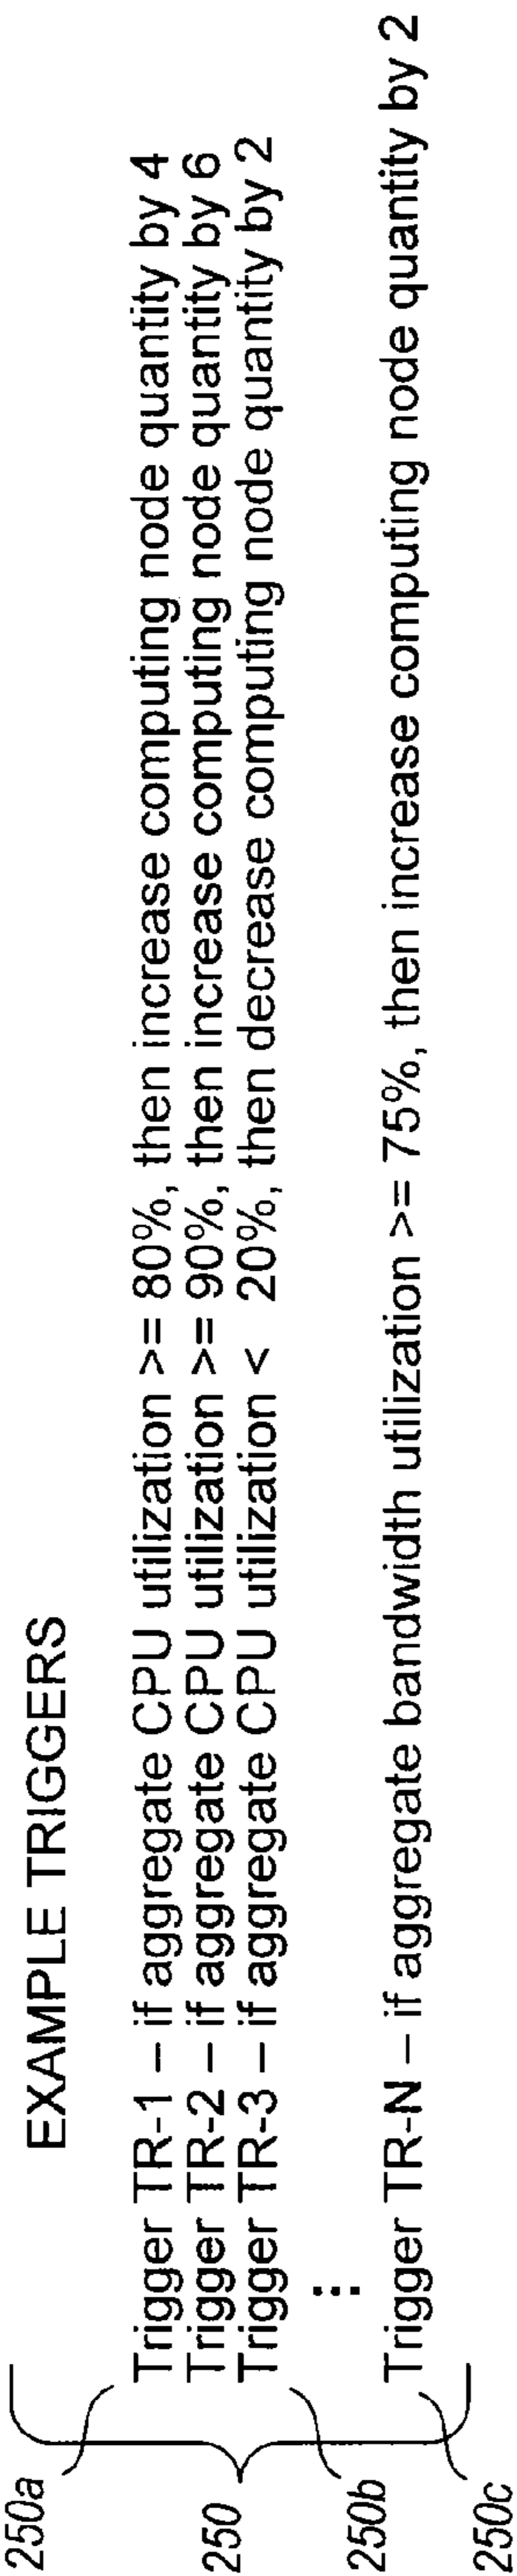 EXAMPLE TRIGGERS
250a
Trigger TR-1 – if aggregate CPU utilization >= 80%, then increase computing node quantity by 4
Trigger TR-2 – if aggregate CPU utilization >= 90%, then increase computing node quantity by 6
250
Trigger TR-3 – if aggregate CPU utilization < 20%, then decrease computing node quantity by 2
250b
Trigger TR-N – if aggregate bandwidth utilization >= 75%, then increase computing node quantity by 2
250c